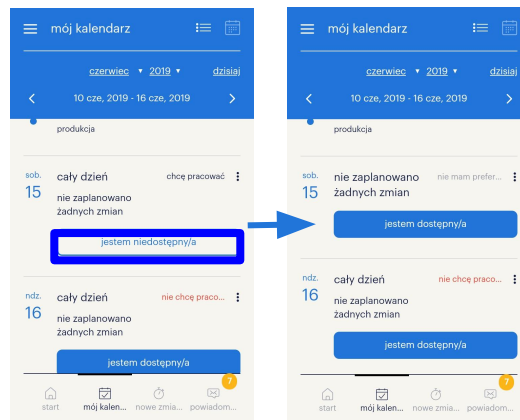 mój kalendarz
czerwiec ▾ 2019 ▾ dzisiaj
< 10 cze, 2019 - 16 cze, 2019 >
produkcja
sob. cały dzień chcę pracować
15 nie zaplanowano
żadnych zmian
jestem niedostępny/a
ndz. cały dzień nie chcę praco...
16 nie zaplanowano
żadnych zmian
jestem dostępny/a
7
start mój kalen... nowe zmia... powiadom...
mój kalendarz
czerwiec ▾ 2019 ▾ dzisiaj
< 10 cze, 2019 - 16 cze, 2019 >
produkcja
sob. nie zaplanowano nie mam prefer...
15 żadnych zmian
jestem dostępny/a
ndz. cały dzień nie chcę praco...
16 nie zaplanowano
żadnych zmian
jestem dostępny/a
7
start mój kalen... nowe zmia... powiadom...